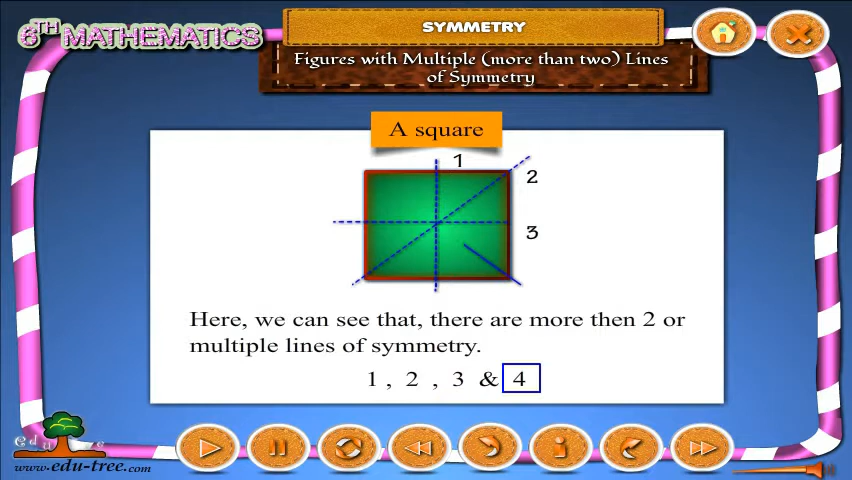 6TH MATHEMATICS
SYMMETRY
Figures with Multiple (more than two) Lines
of Symmetry
A square
1
2
3
Here, we can see that, there are more then 2 or
multiple lines of symmetry.
1 , 2 , 3 & 4
Edu Tree
www.edu-tree.com